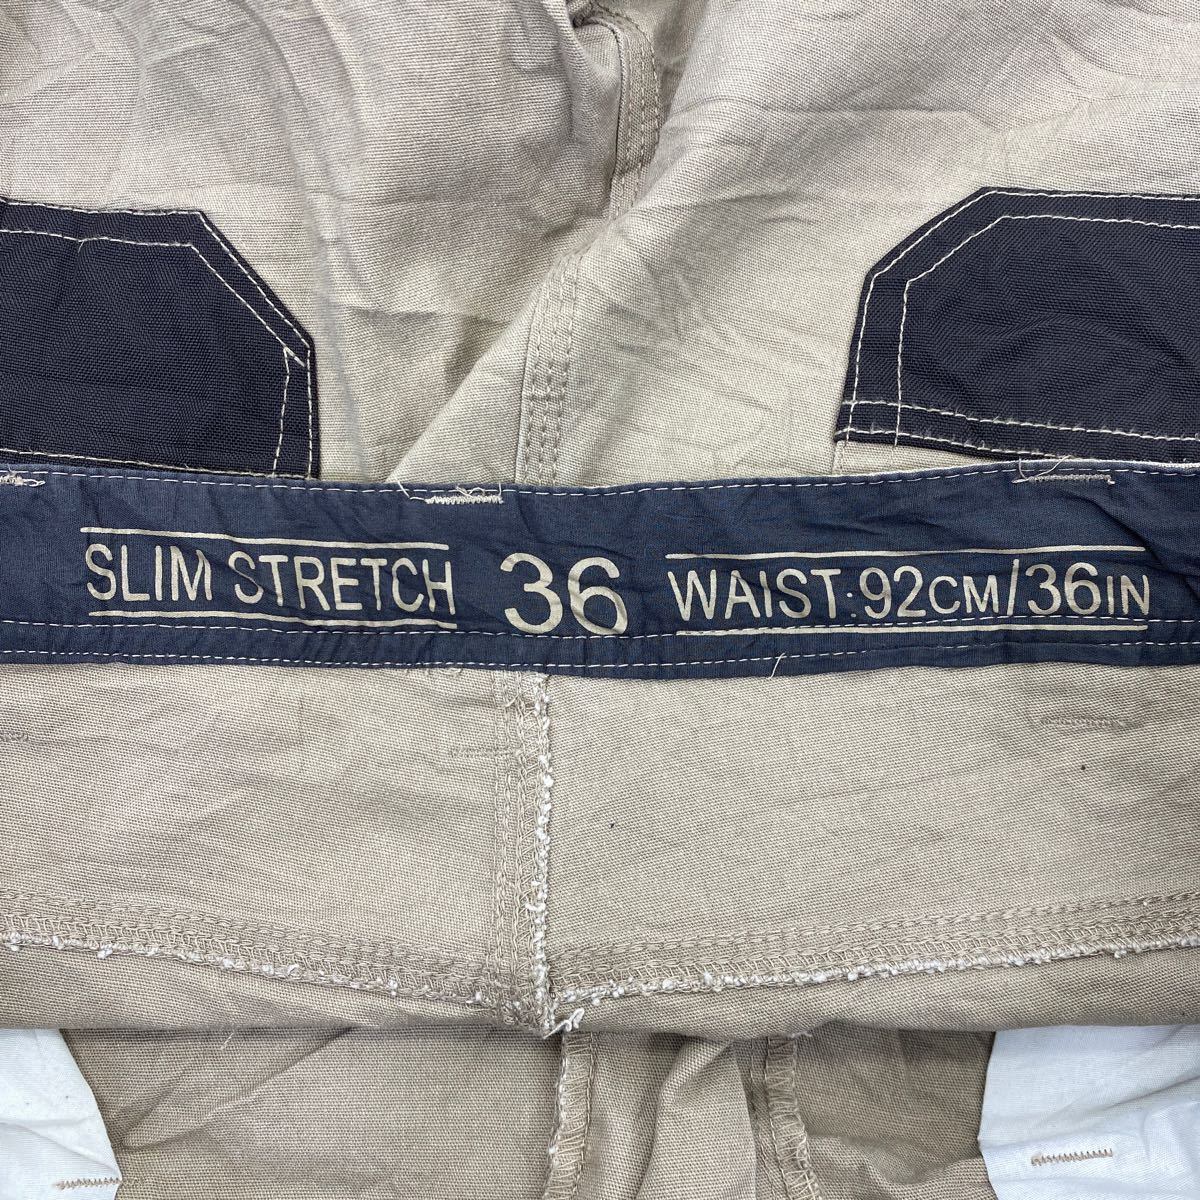 SLIM STRETCH 36 WAIST:92CM/36IN